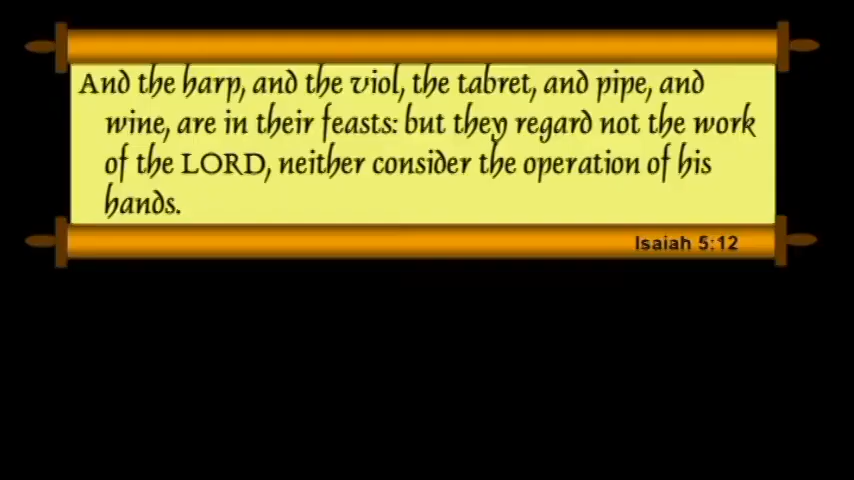 And the harp, and the viol, the tabret, and pipe, and
wine, are in their feasts: but they regard not the work
of the LORD, neither consider the operation of his
hands.
Isaiah 5:12